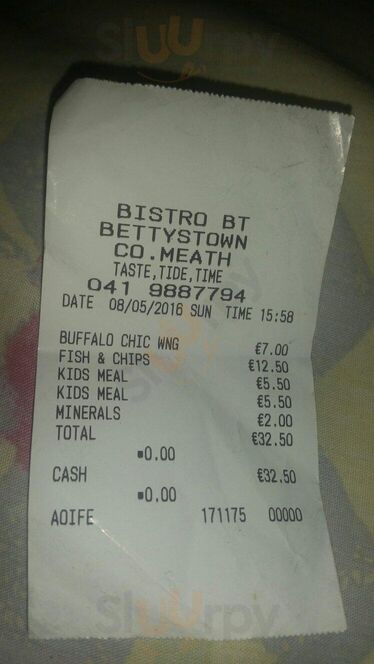 Sluurpy
BISTRO BT
BETTYSTOWN
CO.MEATH
TASTE,TIDE,TIME
041 9887794
DATE 08/05/2016 SUN TIME 15:58
BUFFALO CHIC WNG €7.00
FISH & CHIPS €12.50
KIDS MEAL €5.50
KIDS MEAL €5.50
MINERALS €2.00
TOTAL €32.50
▪0.00
CASH €32.50
▪0.00
AOIFE 171175 00000
Sluurpy